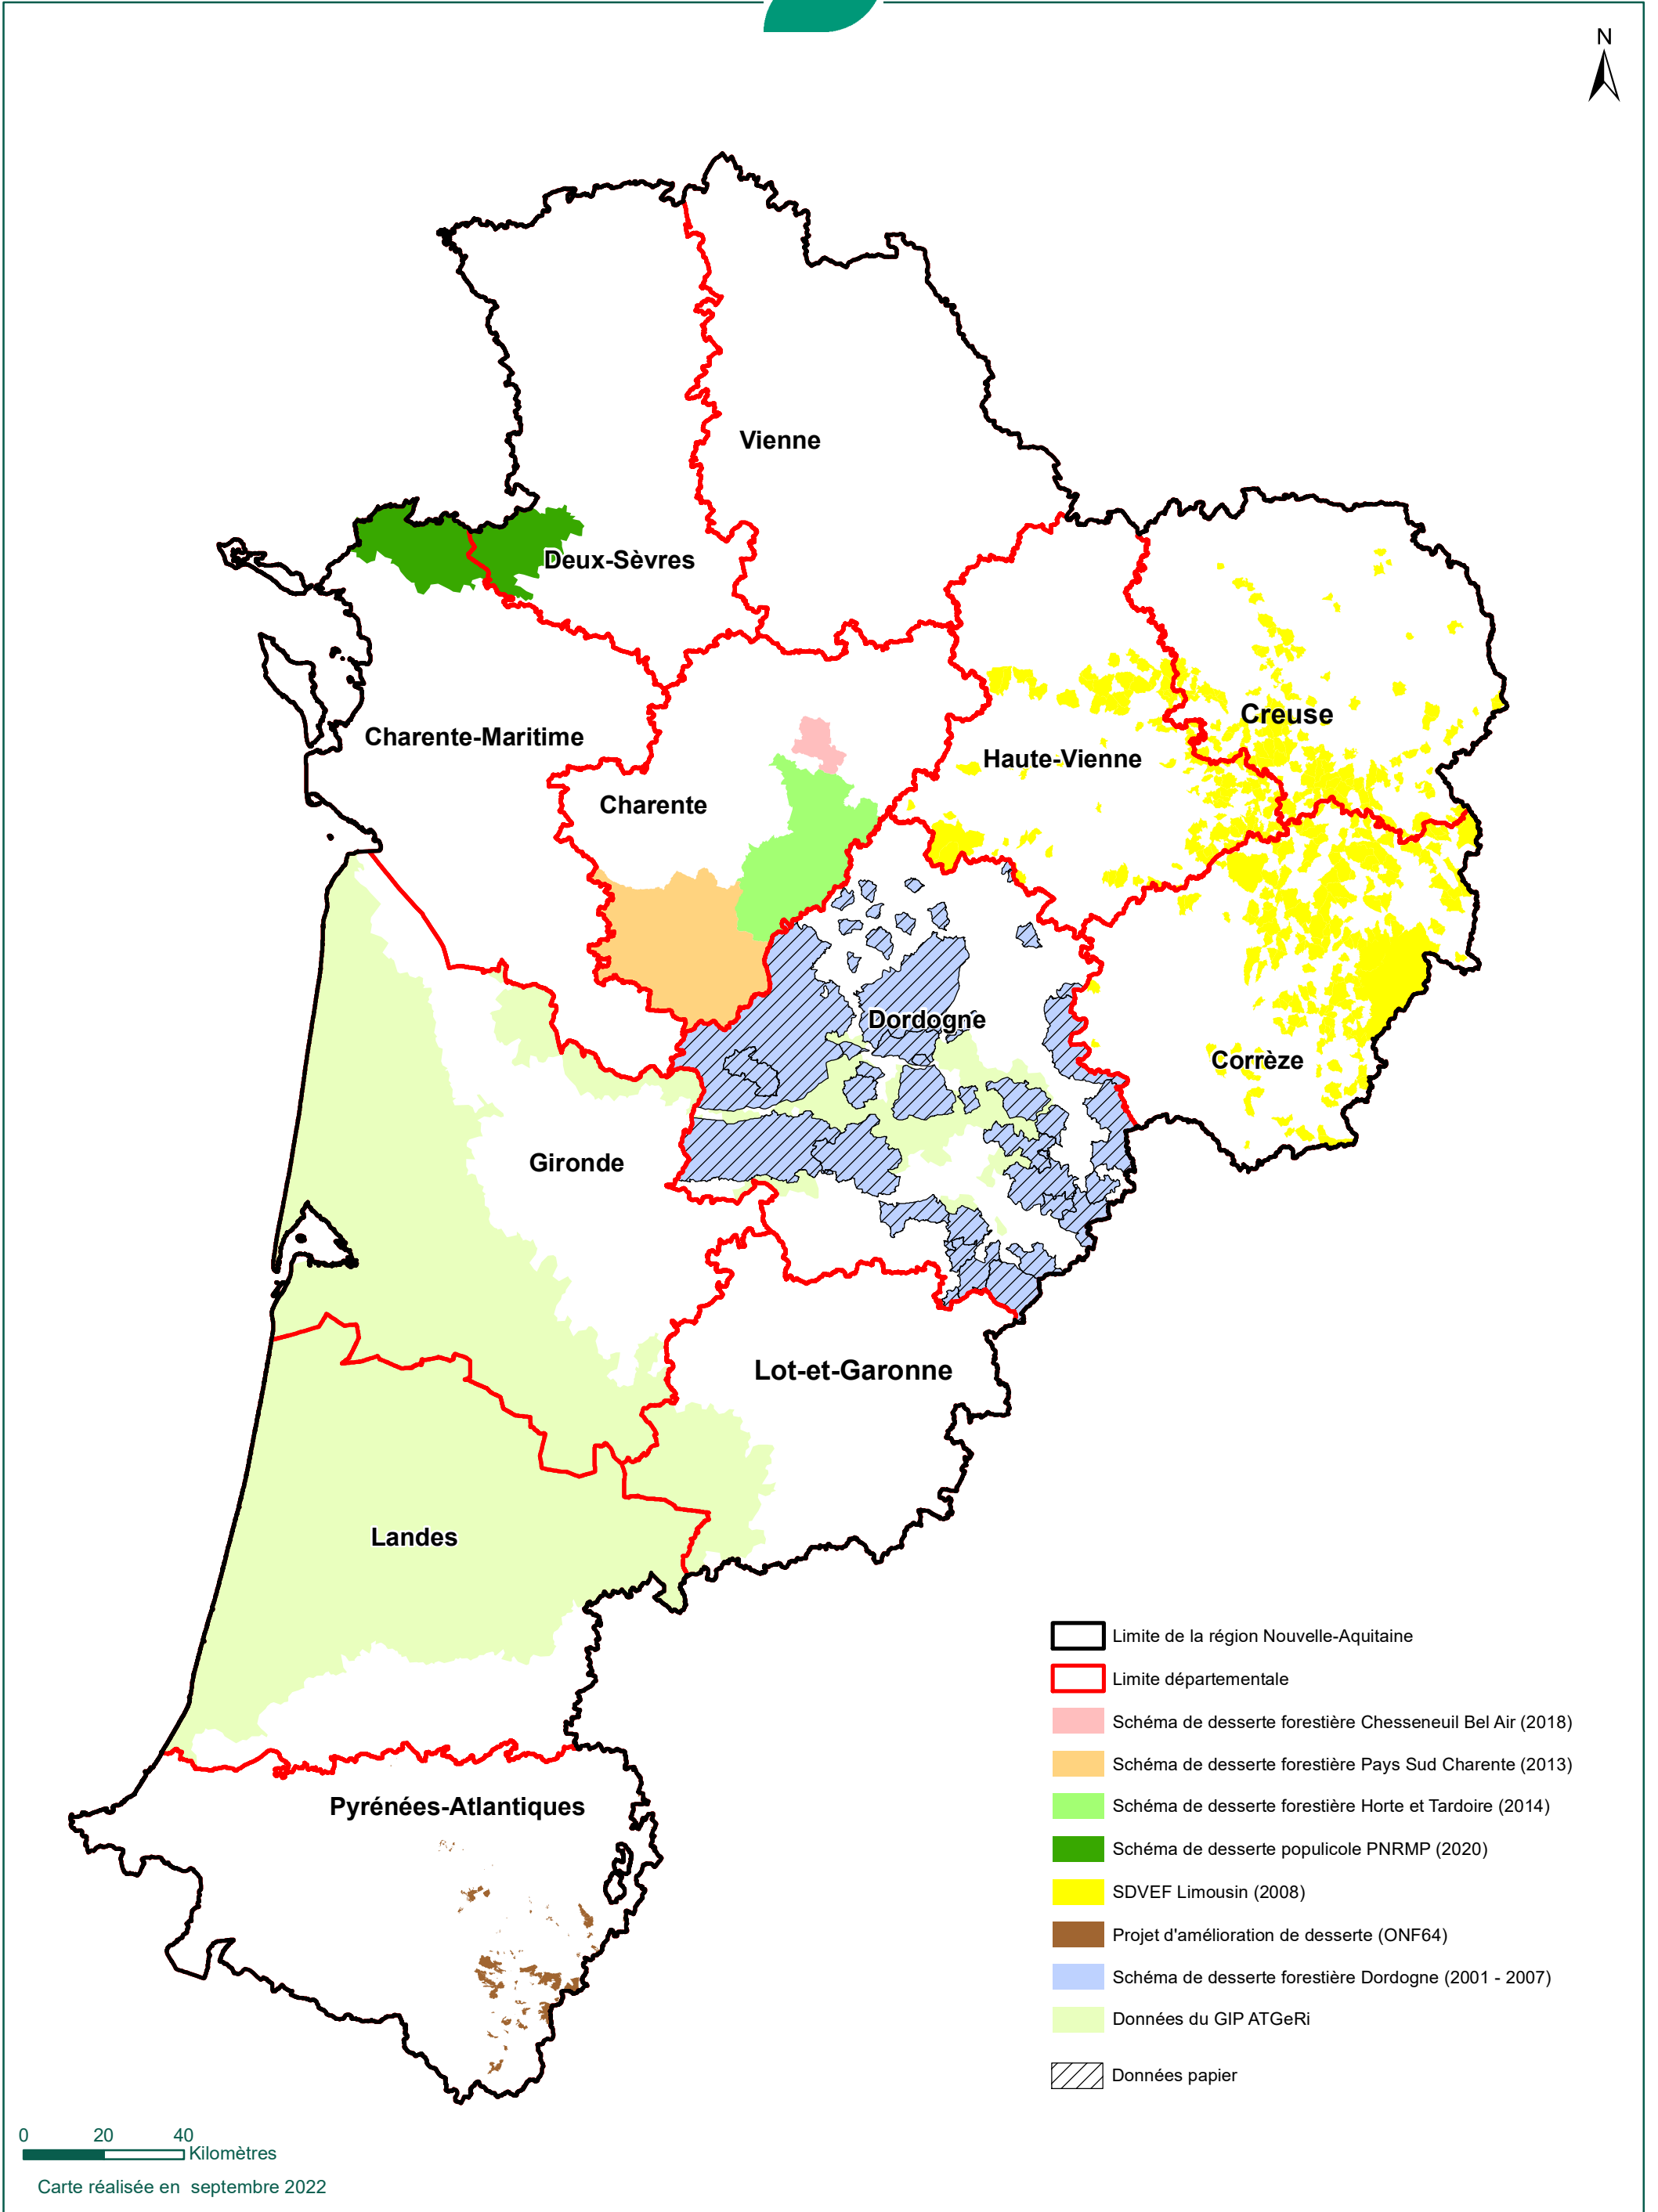 N
Vienne
Deux-Sèvres
Creuse
Charente-Maritime
Haute-Vienne
Charente
Dordogne
Corrèze
Gironde
Lot-et-Garonne
Landes
Pyrénées-Atlantiques
Limite de la région Nouvelle-Aquitaine
Limite départementale
Schéma de desserte forestière Chesseneuil Bel Air (2018)
Schéma de desserte forestière Pays Sud Charente (2013)
Schéma de desserte forestière Horte et Tardoire (2014)
Schéma de desserte populicole PNRMP (2020)
SDVEF Limousin (2008)
Projet d'amélioration de desserte (ONF64)
Schéma de desserte forestière Dordogne (2001 - 2007)
Données du GIP ATGeRi
Données papier
0 20 40
Kilomètres
Carte réalisée en septembre 2022